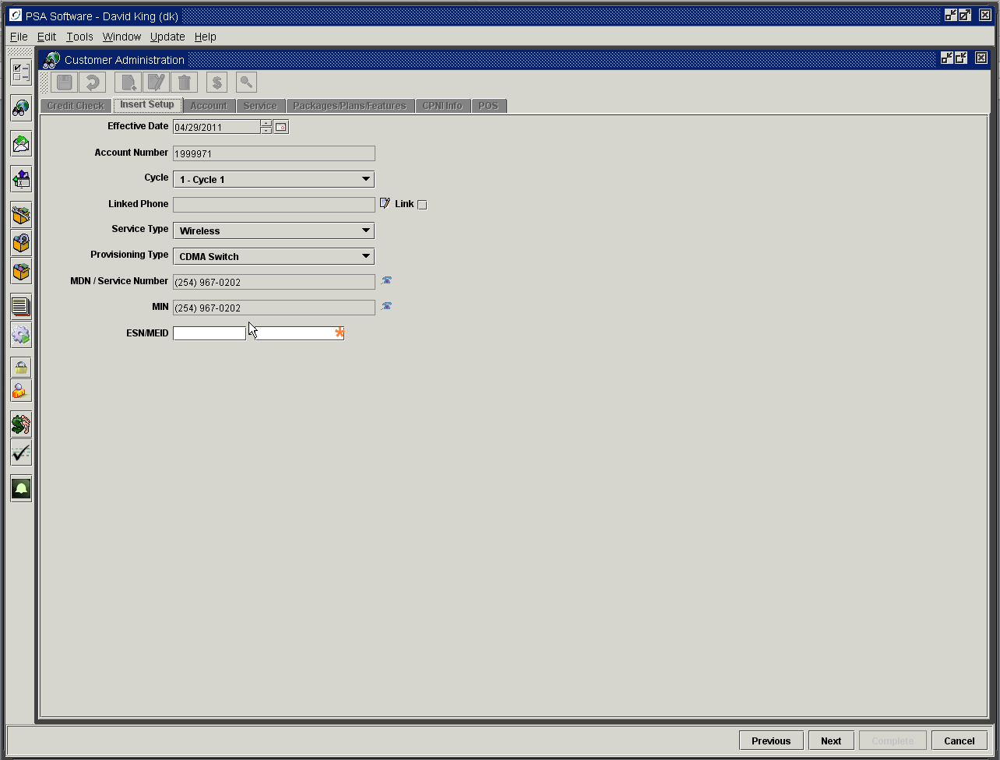 PSA Software - David King (dk)
File Edit Tools Window Update Help
Customer Administration
Credit Check Insert Setup Account Service Packages/Plans/Features CPNI Info POS
Effective Date 04/29/2011
Account Number 1999971
Cycle 1 - Cycle 1
Linked Phone Link
Service Type Wireless
Provisioning Type CDMA Switch
MDN / Service Number (254) 967-0202
MIN (254) 967-0202
ESN/MEID
Previous Next Complete Cancel